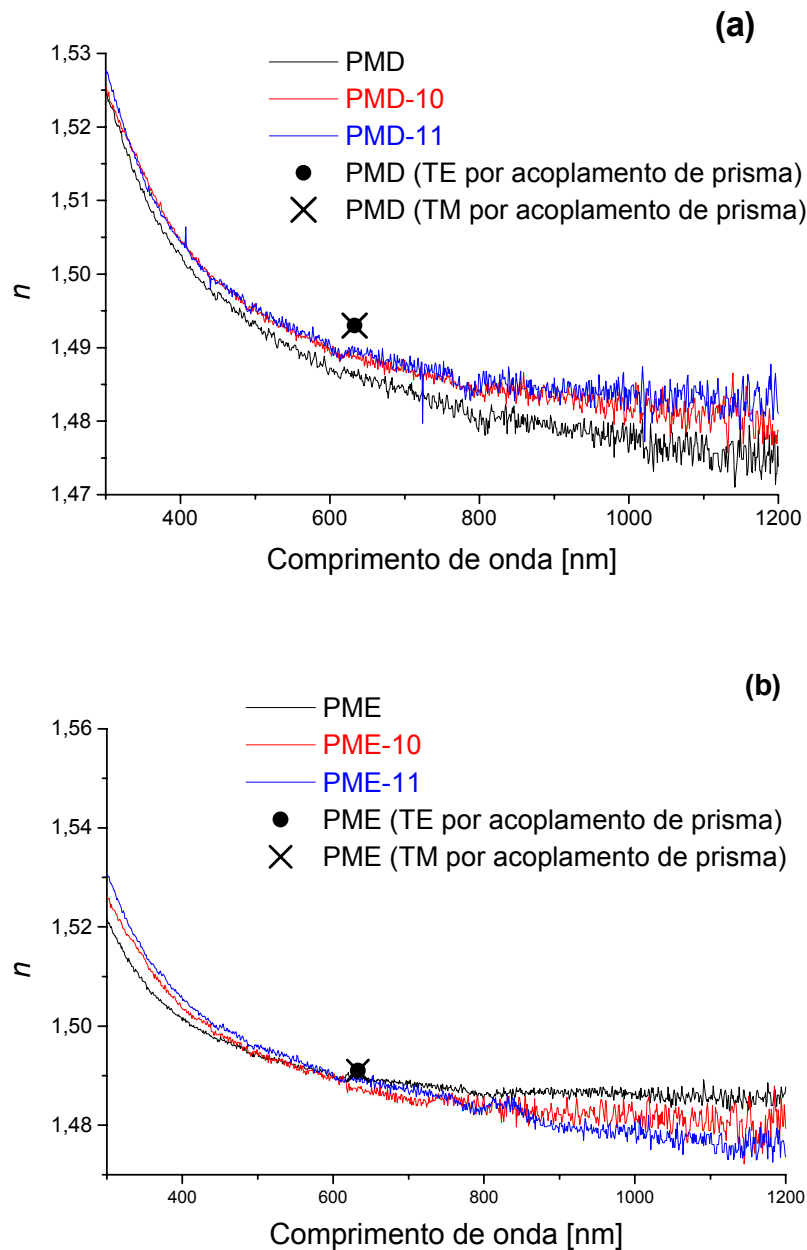 (a)
1,53
1,52
1,51
1,50
1,49
1,48
1,47
n
PMD
PMD-10
PMD-11
PMD (TE por acoplamento de prisma)
PMD (TM por acoplamento de prisma)
400
600
800
1000
1200
Comprimento de onda [nm]
(b)
1,56
1,54
1,52
1,50
1,48
n
PME
PME-10
PME-11
PME (TE por acoplamento de prisma)
PME (TM por acoplamento de prisma)
400
600
800
1000
1200
Comprimento de onda [nm]